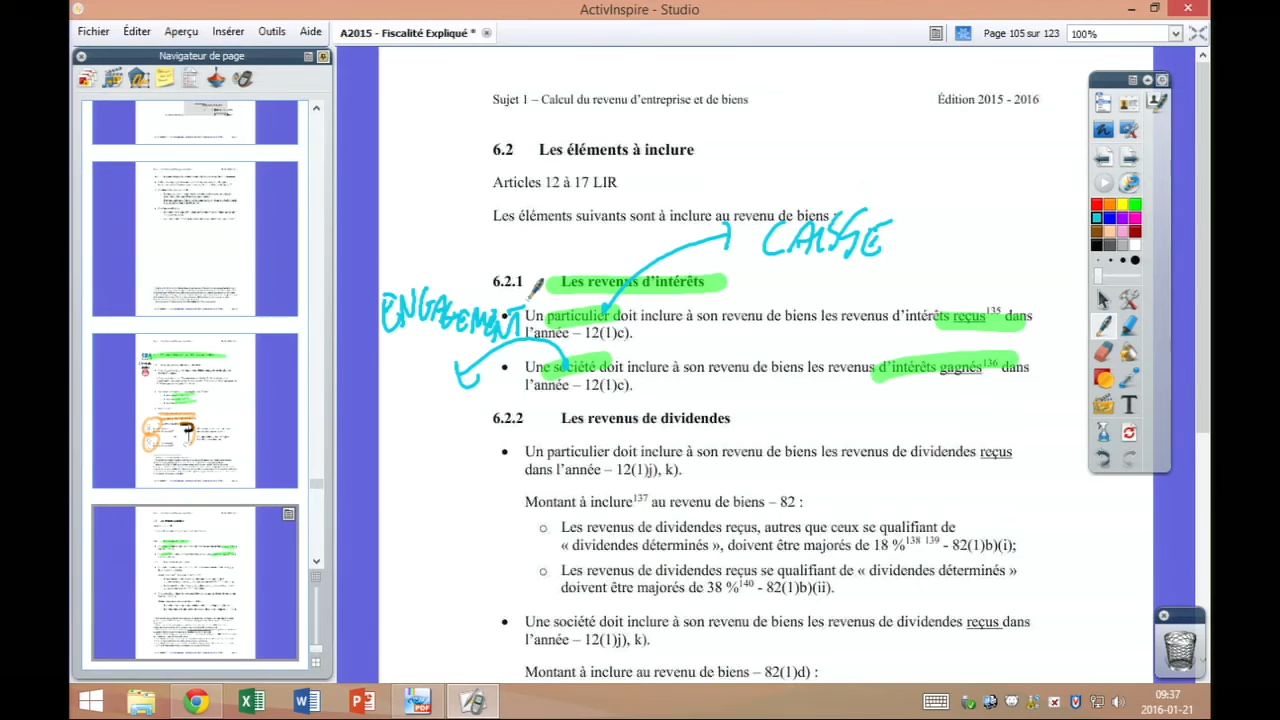 ActivInspire - Studio
Fichier Éditer Aperçu Insérer Outils Aide
A2015 - Fiscalité Expliqué *
Page 105 sur 123
100%
Navigateur de page
Sujet 1 – Calcul du revenu d'entreprise et de biens
Édition 2015 - 2016
6.2 Les éléments à inclure
Articles 12 à 17 LIR
Les éléments suivants sont à inclure au revenu de biens :
CAISSE
6.2.1 Les revenus d'intérêts
ENGAGEMENT
• Un particulier doit inclure à son revenu de biens les revenus d'intérêts reçus135 dans
l'année – 12(1)c).
• Une société doit inclure à son revenu de biens les revenus d'intérêts gagnés136 dans
l'année – 12(1)c).
6.2.2 Les revenus de dividendes
• Un particulier doit inclure à son revenu de biens les revenus de dividendes reçus
dans l'année – 12(1)j), k).
Montant à inclure137 au revenu de biens – 82 :
o Les revenus de dividendes reçus, autres que ceux se qualifiant de
« dividendes déterminés », doivent être majorés de 18 %138 139 - 82(1)b)(i);
Les revenus de dividendes reçus se qualifiant de « dividendes déterminés »
doivent être majorés de 38 %140 - 82(1)b)(ii).
• Une société doit inclure à son revenu de biens les revenus de dividendes reçus dans
Montant à inclure au revenu de biens – 82(1)d) :
09:37
2016-01-21